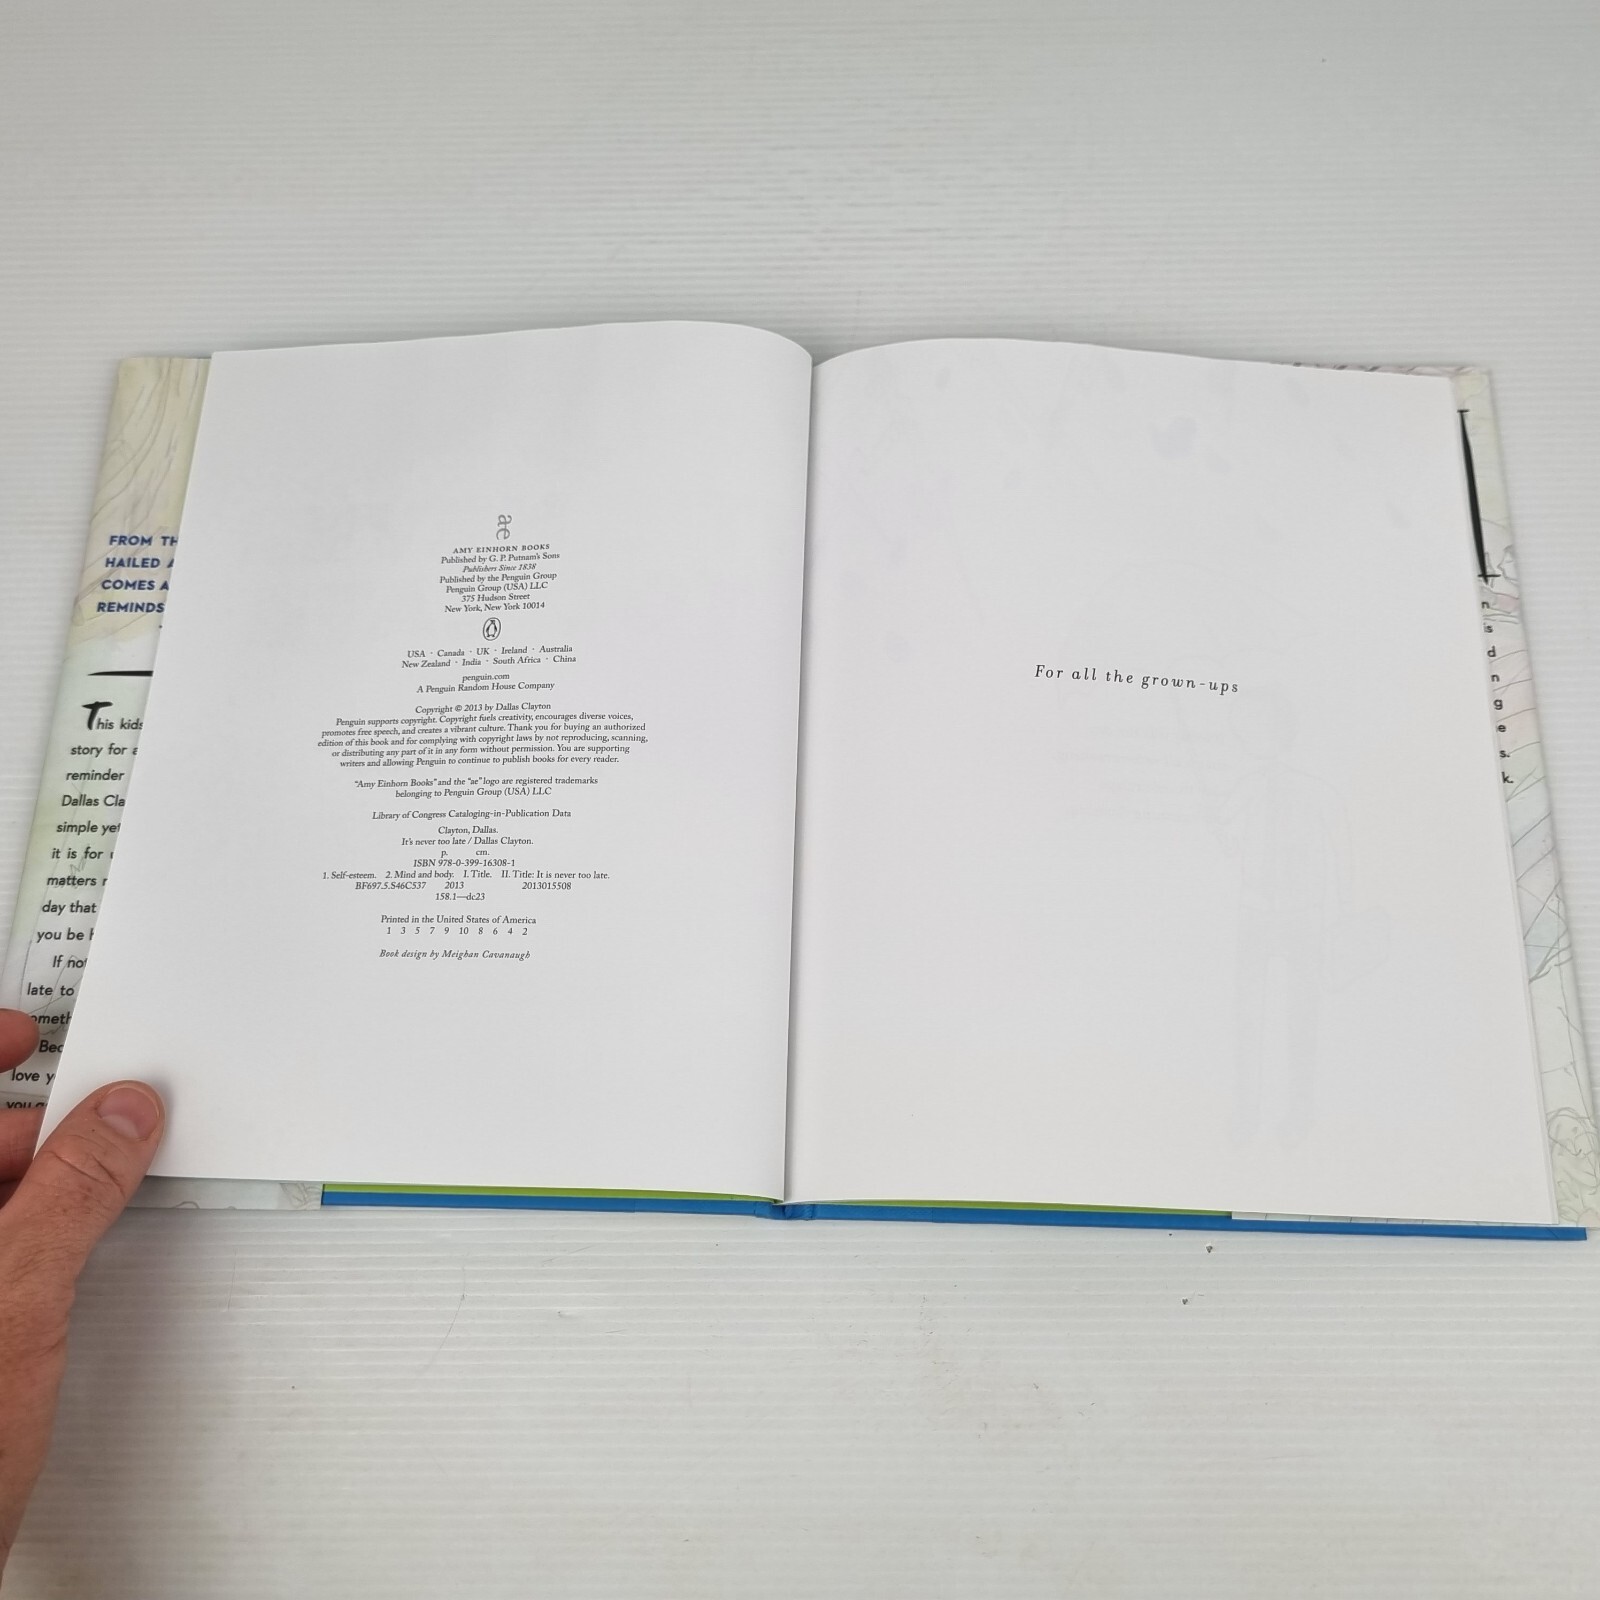 FROM TH
HAILED A
COMES A
REMINDS
This kids
story for a
reminder
Dallas Cla
simple yet
it is for
matters
day that
you be h
If not
late to
ometh
Bec
love y
æ
AMY EINHORN BOOKS
Published by G. P. Putnam's Sons
Publishers Since 1838
Published by the Penguin Group
Penguin Group (USA) LLC
375 Hudson Street
New York, New York 10014
USA · Canada · UK · Ireland · Australia
New Zealand · India · South Africa · China
penguin.com
A Penguin Random House Company
Copyright © 2013 by Dallas Clayton
Penguin supports copyright. Copyright fuels creativity, encourages diverse voices,
promotes free speech, and creates a vibrant culture. Thank you for buying an authorized
edition of this book and for complying with copyright laws by not reproducing, scanning,
or distributing any part of it in any form without permission. You are supporting
writers and allowing Penguin to continue to publish books for every reader.
"Amy Einhorn Books" and the "ae" logo are registered trademarks
belonging to Penguin Group (USA) LLC
Library of Congress Cataloging-in-Publication Data
Clayton, Dallas.
It's never too late / Dallas Clayton.
p. cm.
ISBN 978-0-399-16308-1
1. Self-esteem. 2. Mind and body. I. Title. II. Title: It is never too late.
BF697.5.S46C537 2013 2013015508
158.1—dc23
Printed in the United States of America
1 3 5 7 9 10 8 6 4 2
Book design by Meighan Cavanaugh
For all the grown-ups
n
s
d
n
g
e
s.
k.